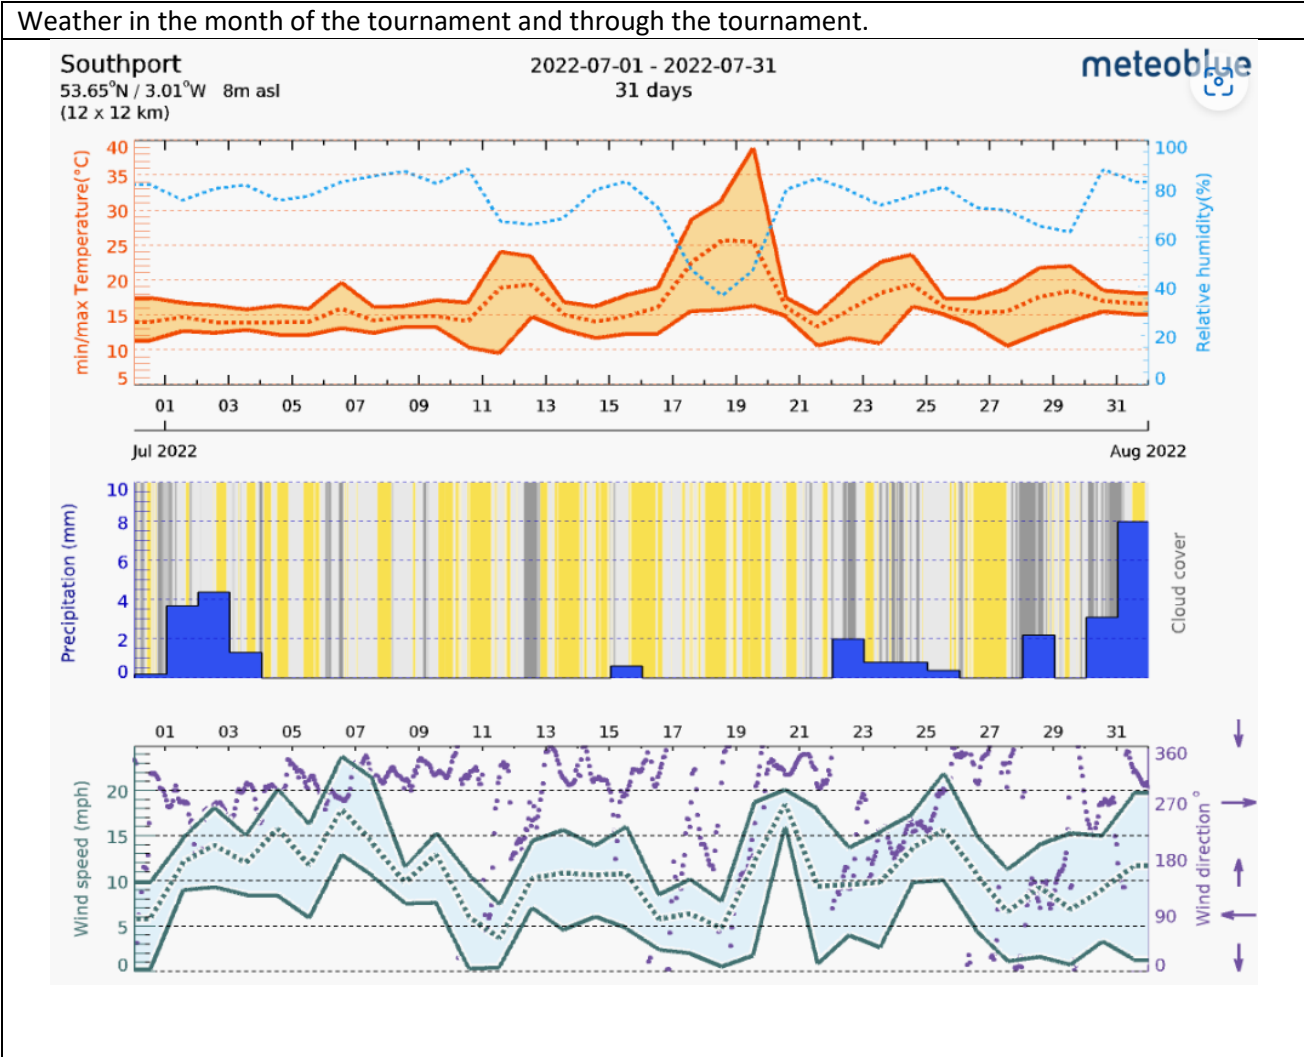 Weather in the month of the tournament and through the tournament.
Southport
2022-07-01 - 2022-07-31
meteoblue
53.65°N / 3.01°W 8m asl
31 days
(12 x 12 km)
min/max Temperature(°C)
40
35
30
25
20
15
10
5
100
80
60
40
20
0
Relative humidity(%)
01 03 05 07 09 11 13 15 17 19 21 23 25 27 29 31
Jul 2022
Aug 2022
Precipitation (mm)
10
8
6
4
2
0
Cloud cover
01 03 05 07 09 11 13 15 17 19 21 23 25 27 29 31
Wind speed (mph)
20
15
10
5
0
360
270
180
90
0
Wind direction °